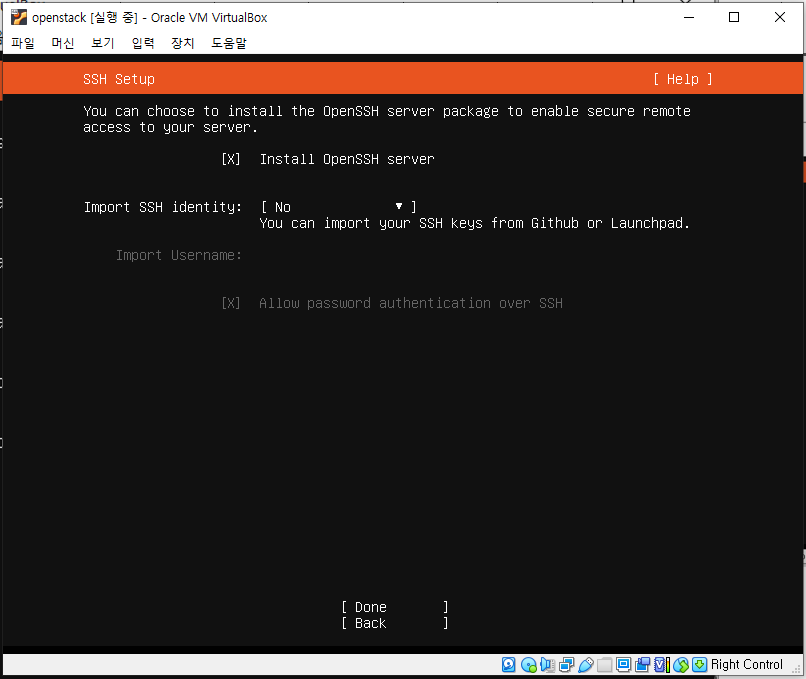 openstack [실행 중] - Oracle VM VirtualBox
파일 머신 보기 입력 장치 도움말
SSH Setup [ Help ]
You can choose to install the OpenSSH server package to enable secure remote
access to your server.
[X] Install OpenSSH server
Import SSH identity: [ No ▼ ]
You can import your SSH keys from Github or Launchpad.
Import Username:
[X] Allow password authentication over SSH
[ Done ]
[ Back ]
Right Control